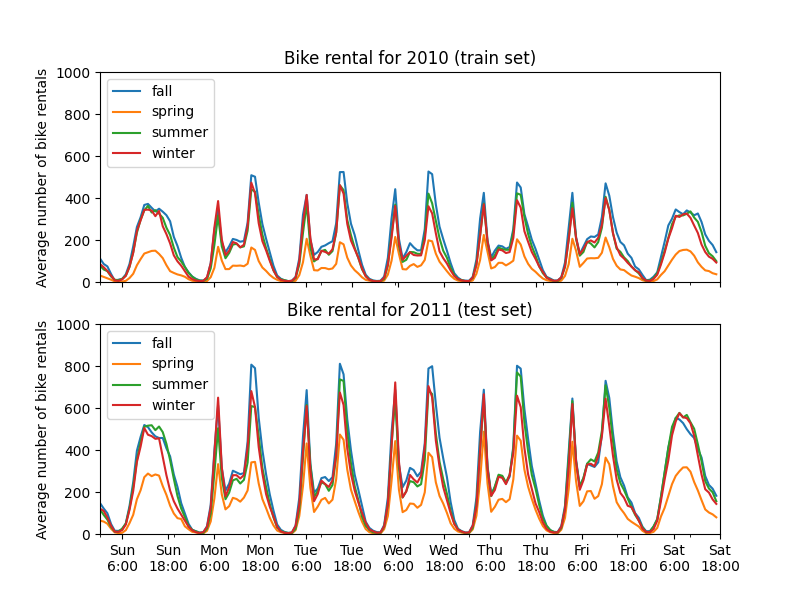 Bike rental for 2010 (train set)
Average number of bike rentals
1000
800
600
400
200
0
fall
spring
summer
winter
Bike rental for 2011 (test set)
Average number of bike rentals
1000
800
600
400
200
0
fall
spring
summer
winter
Sun Sun Mon Mon Tue Tue Wed Wed Thu Thu Fri Fri Sat Sat
6:00 18:00 6:00 18:00 6:00 18:00 6:00 18:00 6:00 18:00 6:00 18:00 6:00 18:00